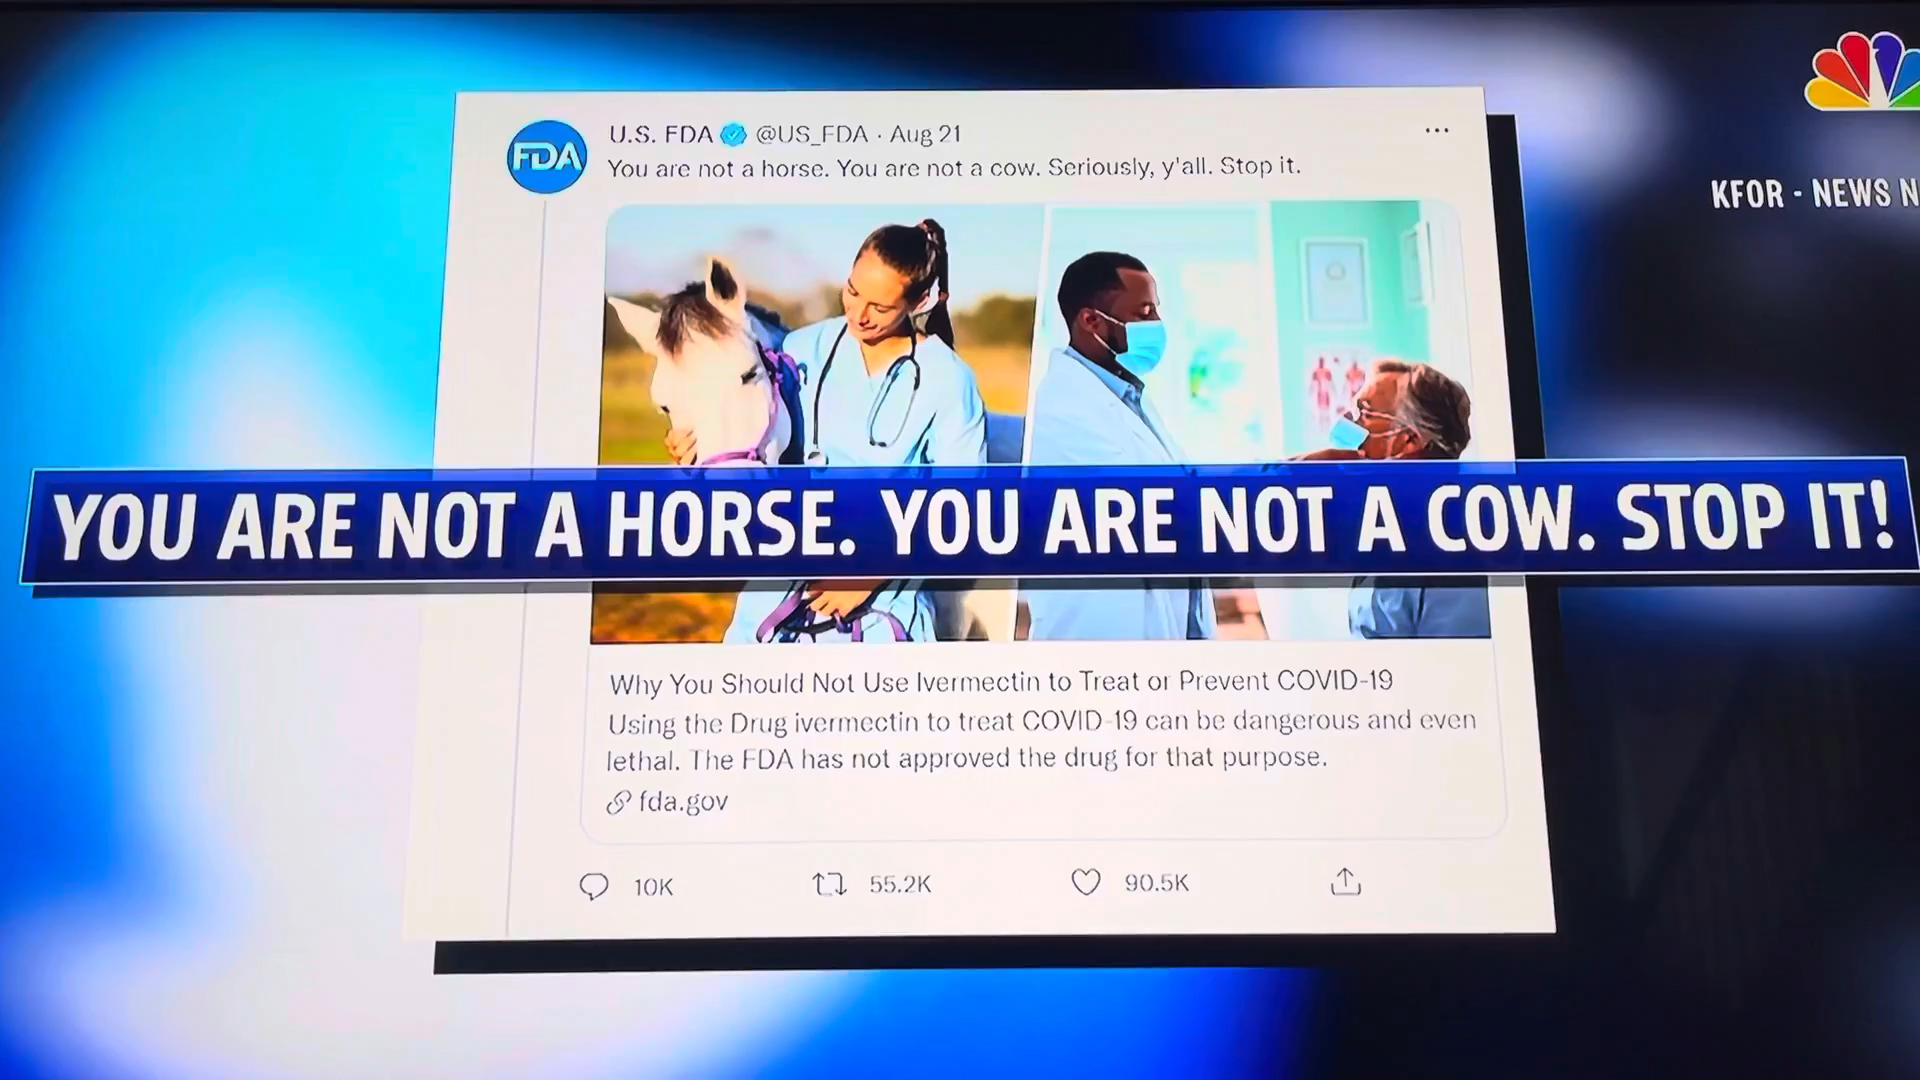 U.S. FDA @US_FDA · Aug 21
FDA
You are not a horse. You are not a cow. Seriously, y'all. Stop it.
KFOR - NEWS N
YOU ARE NOT A HORSE. YOU ARE NOT A COW. STOP IT!
Why You Should Not Use Ivermectin to Treat or Prevent COVID-19
Using the Drug ivermectin to treat COVID-19 can be dangerous and even
lethal. The FDA has not approved the drug for that purpose.
fda.gov
10K 55.2K 90.5K